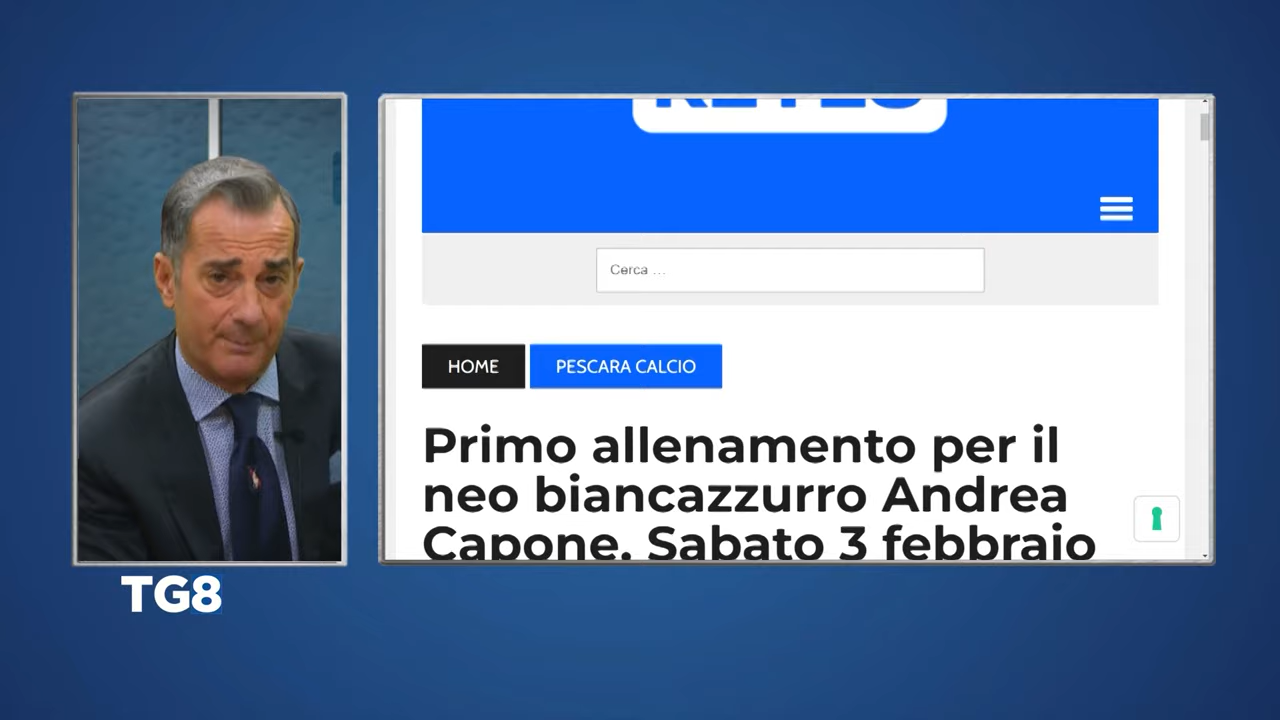 Cerca ...
HOME
PESCARA CALCIO
Primo allenamento per il
neo biancazzurro Andrea
Capone. Sabato 3 febbraio
TG8